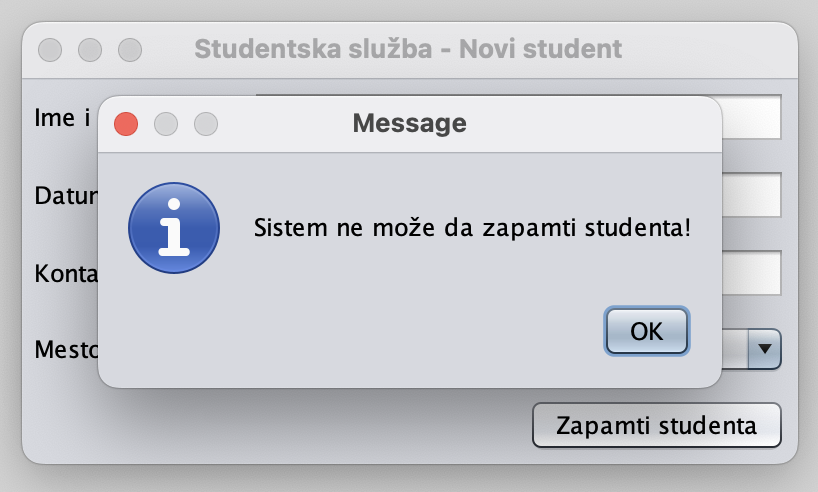 Studentska služba - Novi student
Ime i
Message
Datum
Sistem ne može da zapamti studenta!
Konta
OK
Mesto
Zapamti studenta